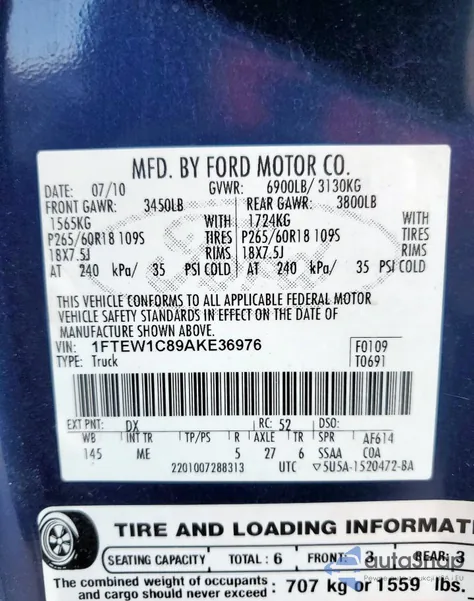 MFD. BY FORD MOTOR CO.
DATE: 07/10 GVWR: 6900LB/ 3130KG
FRONT GAWR: 3450LB REAR GAWR: 3800LB
1565KG WITH 1724KG WITH
P265/60R18 109S TIRES P265/60R18 109S TIRES
18X7.5J RIMS 18X7.5J RIMS
AT 240 kPa/ 35 PSI COLD AT 240 kPa/ 35 PSI COLD
THIS VEHICLE CONFORMS TO ALL APPLICABLE FEDERAL MOTOR
VEHICLE SAFETY STANDARDS IN EFFECT ON THE DATE OF
MANUFACTURE SHOWN ABOVE.
VIN: 1FTEW1C89AKE36976 F0109
TYPE: Truck T0691
EXT PNT: DX RC: 52 DSO:
WB INT TR TP/PS R AXLE TR SPR AF614
145 ME 5 27 6 SSAA COA
2201007288313 UTC ▽5U5A-1520472-BA
TIRE AND LOADING INFORMATI
SEATING CAPACITY TOTAL : 6 FRONT: 3 REAR: 3
The combined weight of occupants
and cargo should never exceed : 707 kg or 1559 lbs.
autoshap